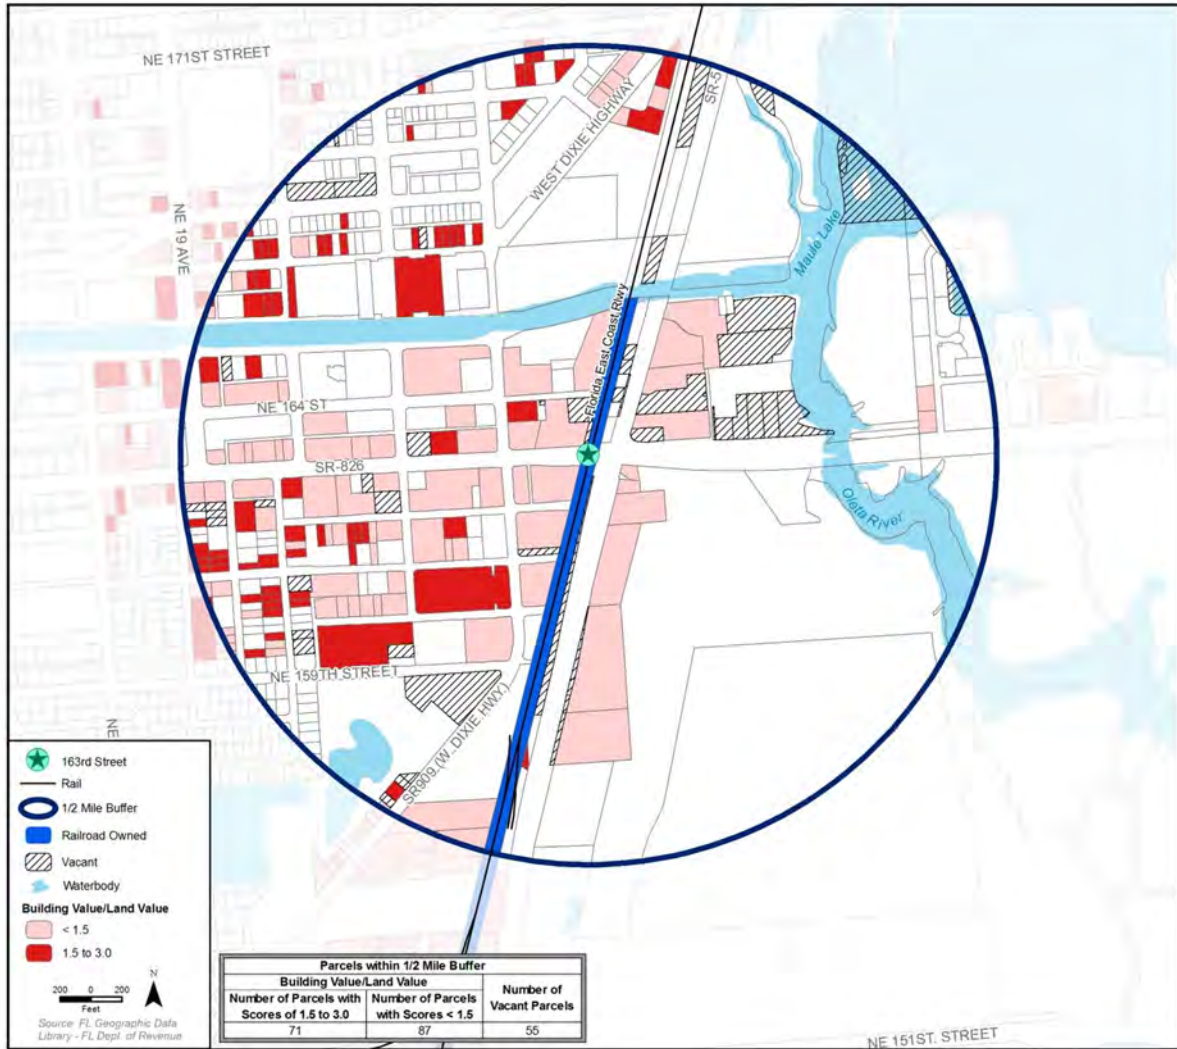 NE 171ST STREET
SR-5
WEST DIXIE HIGHWAY
NE 19 AVE
Maule Lake
Florida East Coast Rlwy
NE 164 ST
SR-826
Oleta River
NE 159TH STREET
SR909 (W. DIXIE HWY)
NE
163rd Street
Rail
1/2 Mile Buffer
Railroad Owned
Vacant
Waterbody
Building Value/Land Value
< 1.5
1.5 to 3.0
N
200 0 200
Feet
Source: FL Geographic Data
Library - FL Dept. of Revenue
Parcels within 1/2 Mile Buffer
Building Value/Land Value
Number of Parcels with
Scores of 1.5 to 3.0
Number of Parcels
with Scores < 1.5
Number of
Vacant Parcels
71 87 55
NE 151ST. STREET